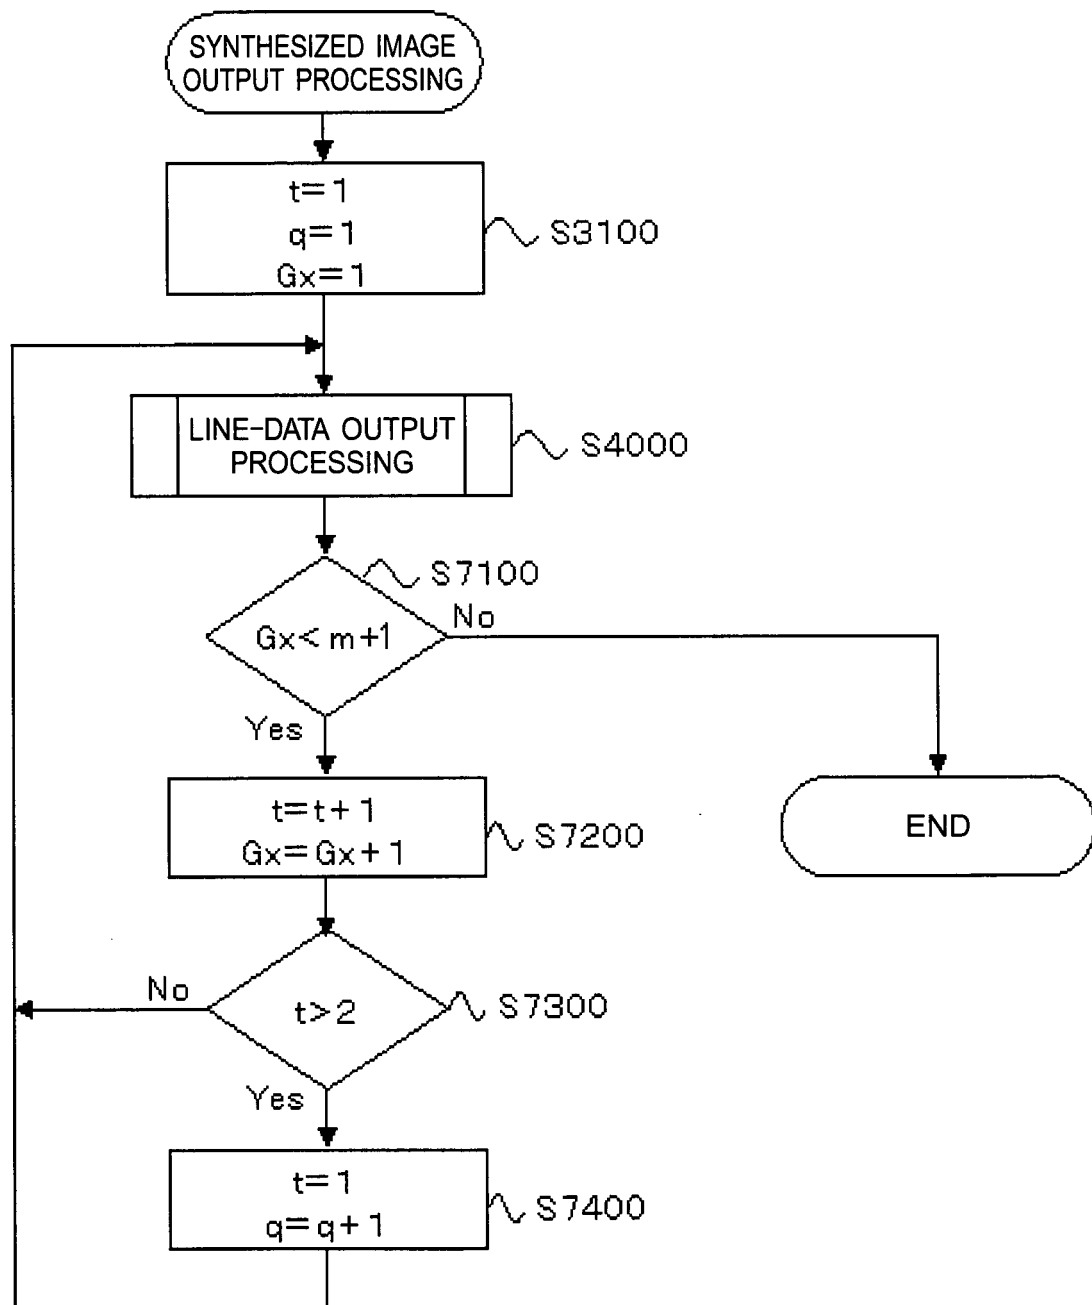 SYNTHESIZED IMAGE
OUTPUT PROCESSING
t=1
q=1
Gx=1
S3100
LINE-DATA OUTPUT
PROCESSING
S4000
S7100
Gx<m+1
No
Yes
t=t+1
Gx=Gx+1
S7200
END
No
t>2
S7300
Yes
t=1
q=q+1
S7400